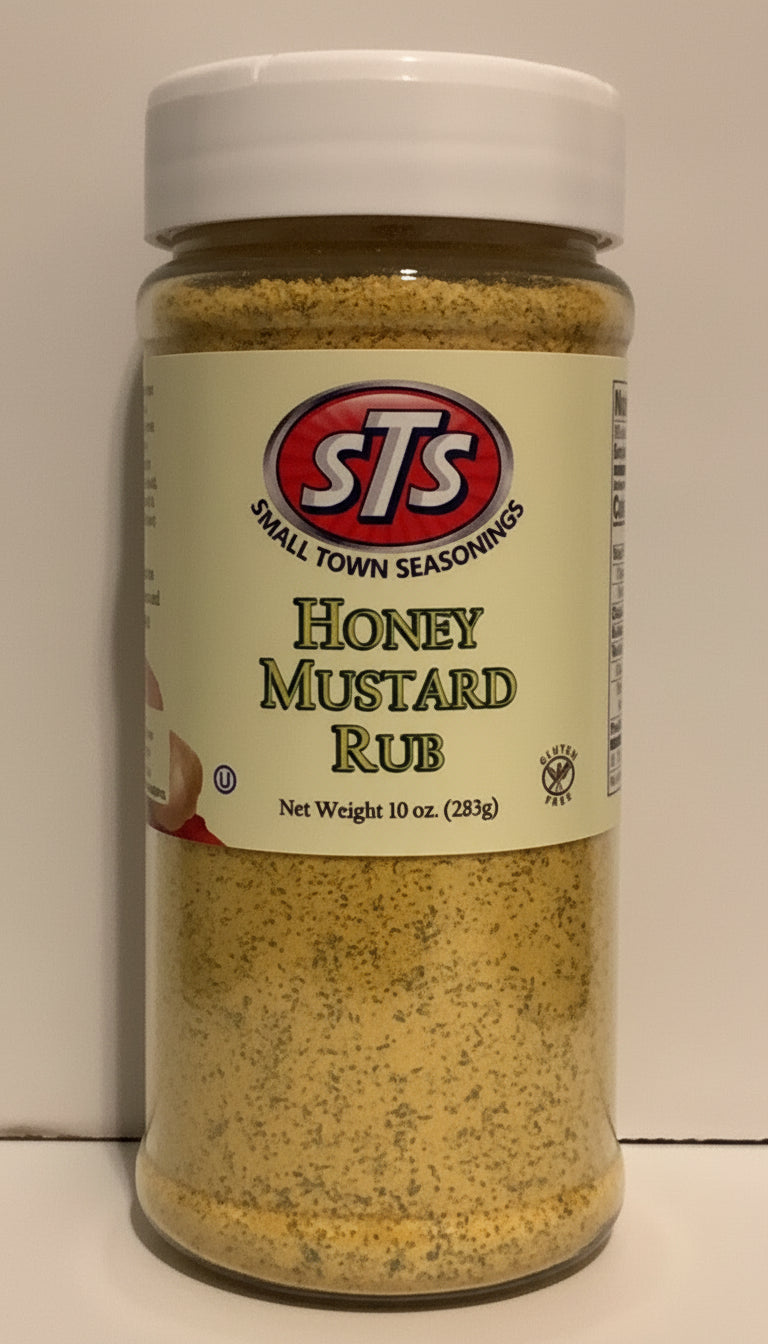 STS
SMALL TOWN SEASONINGS
HONEY
MUSTARD
RUB
U
GLUTEN
FREE
Net Weight 10 oz. (283g)